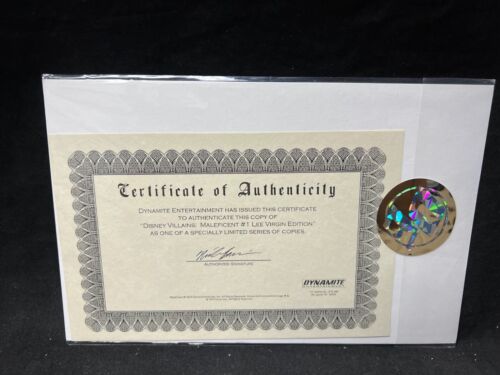 Certificate of Authenticity
DYNAMITE ENTERTAINMENT HAS ISSUED THIS CERTIFICATE
TO AUTHENTICATE THIS COPY OF
"DISNEY VILLAINS: MALEFICENT #1 LEE VIRGIN EDITION"
AS ONE OF A SPECIALLY LIMITED SERIES OF COPIES.
AUTHORIZED SIGNATURE
DYNAMITE